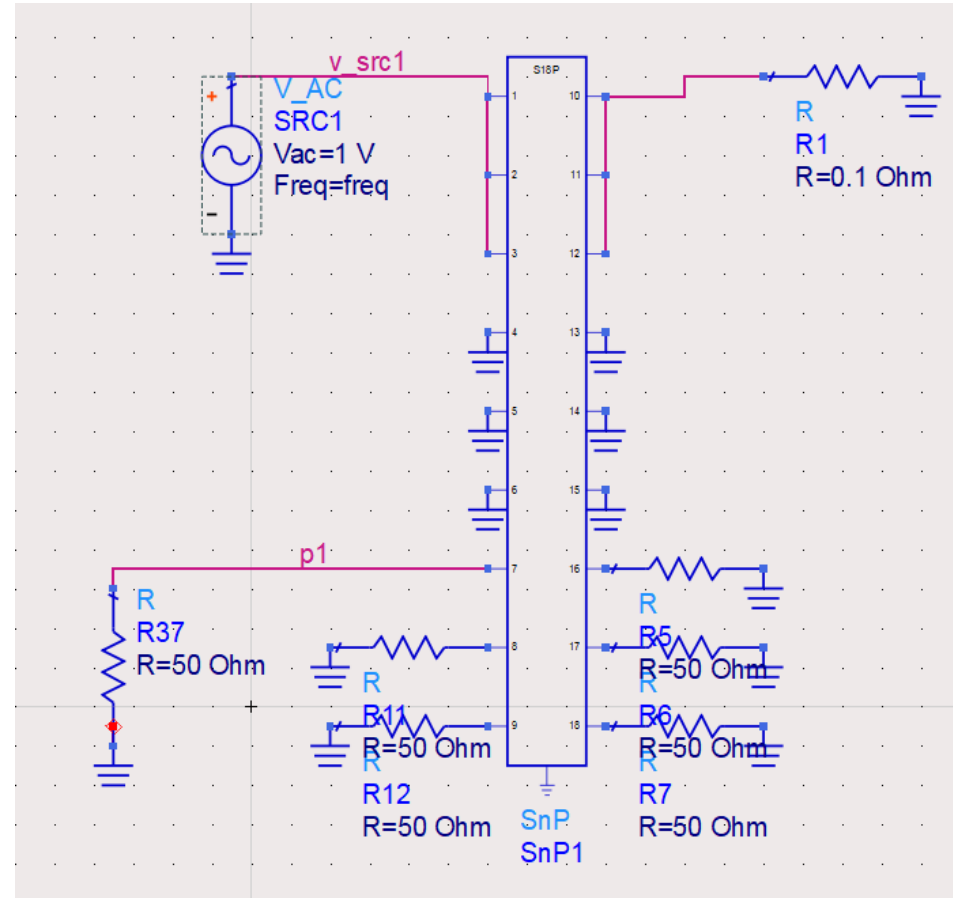 v_src1
V_AC
SRC1
Vac=1 V
Freq=freq
+
-
S18P
1
2
3
4
5
6
7
8
9
10
11
12
13
14
15
16
17
18
R
R1
R=0.1 Ohm
p1
R
R37
R=50 Ohm
R
R11
R=50 Ohm
R
R12
R=50 Ohm
R
R5
R=50 Ohm
R
R6
R=50 Ohm
R
R7
R=50 Ohm
SnP
SnP1